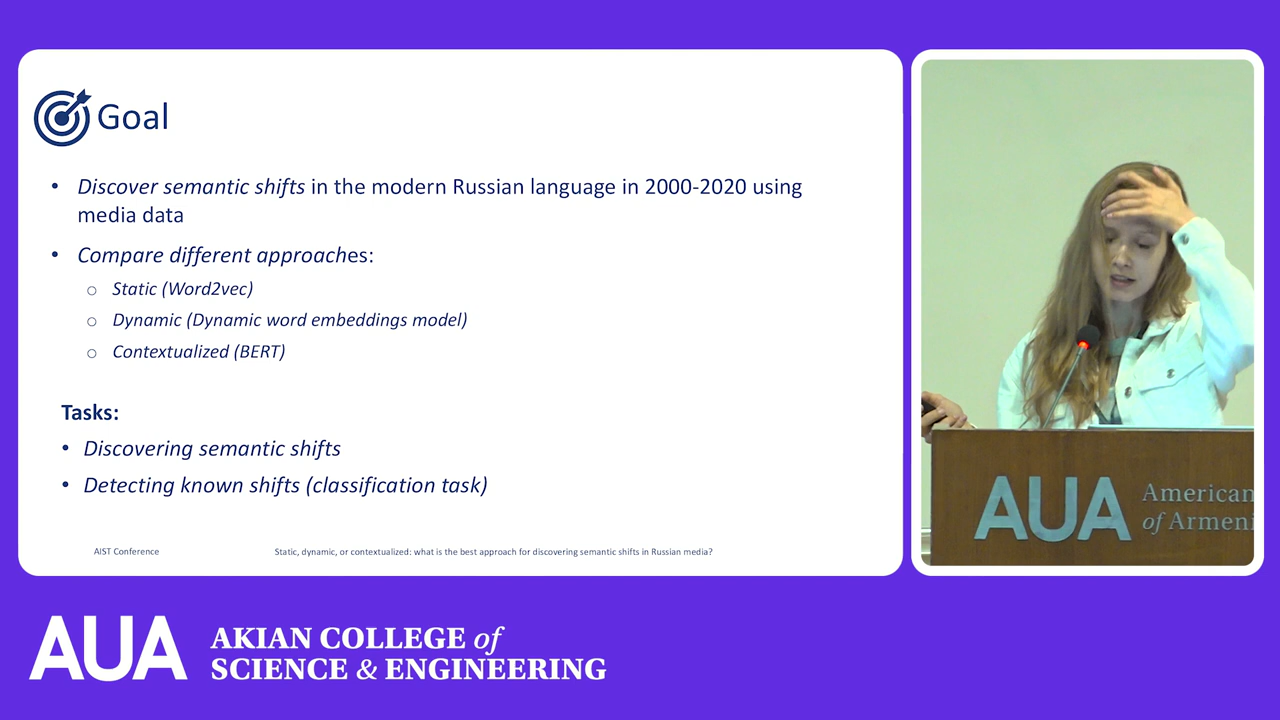 Goal
• Discover semantic shifts in the modern Russian language in 2000-2020 using
media data
• Compare different approaches:
o Static (Word2vec)
o Dynamic (Dynamic word embeddings model)
o Contextualized (BERT)
Tasks:
• Discovering semantic shifts
• Detecting known shifts (classification task)
AIST Conference
Static, dynamic, or contextualized: what is the best approach for discovering semantic shifts in Russian media?
AUA
American
of Armeni
AUA
AKIAN COLLEGE of
SCIENCE & ENGINEERING